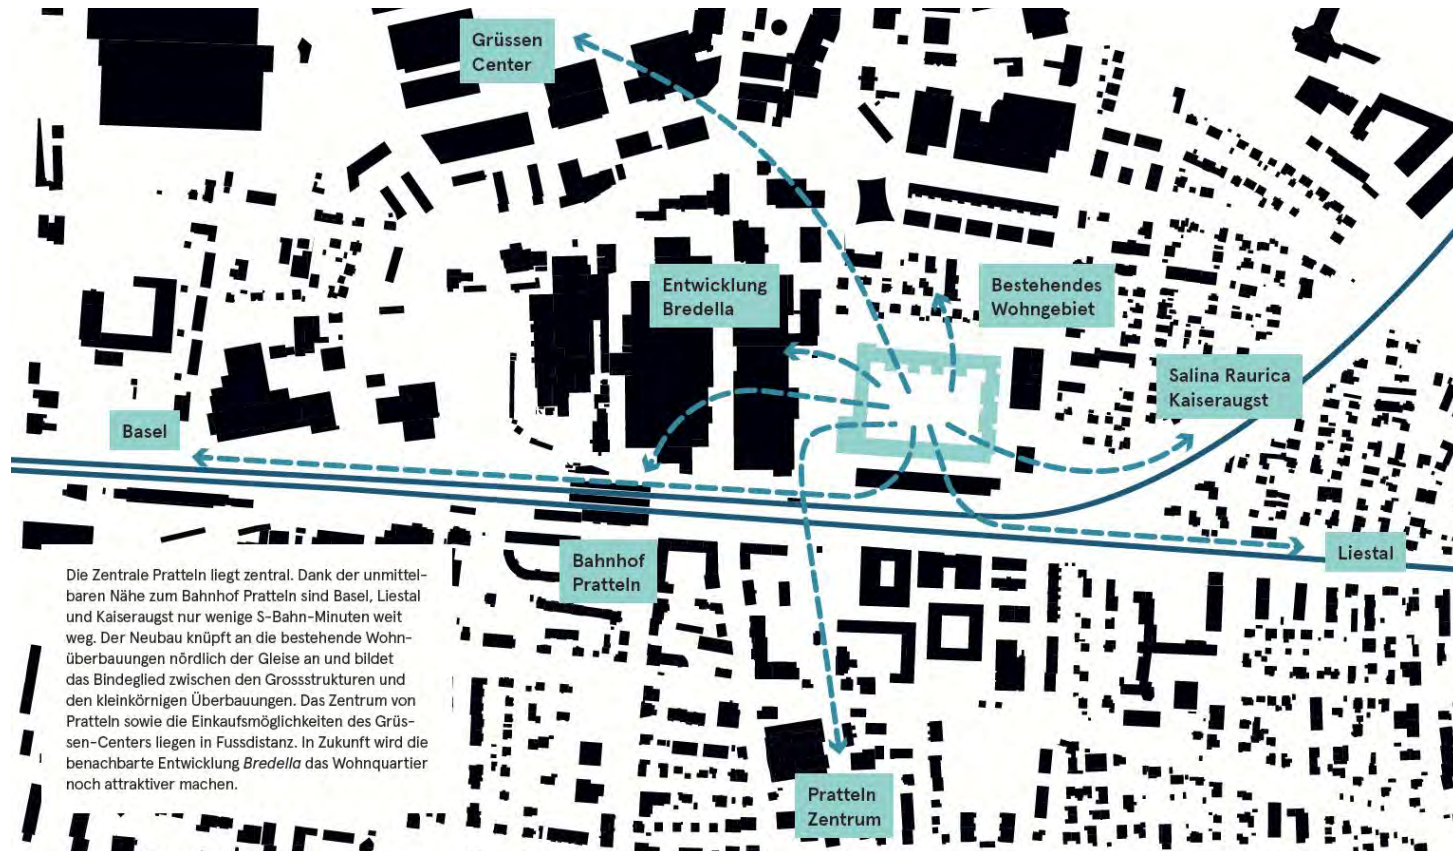 Grüssen
Center
Entwicklung
Bredella
Bestehendes
Wohngebiet
Salina Raurica
Kaiseraugst
Basel
Liestal
Bahnhof
Pratteln
Die Zentrale Pratteln liegt zentral. Dank der unmittel-
baren Nähe zum Bahnhof Pratteln sind Basel, Liestal
und Kaiseraugst nur wenige S-Bahn-Minuten weit
weg. Der Neubau knüpft an die bestehende Wohn-
überbauungen nördlich der Gleise an und bildet
das Bindeglied zwischen den Grossstrukturen und
den kleinkörnigen Überbauungen. Das Zentrum von
Pratteln sowie die Einkaufsmöglichkeiten des Grüs-
sen-Centers liegen in Fussdistanz. In Zukunft wird die
benachbarte Entwicklung Bredella das Wohnquartier
noch attraktiver machen.
Pratteln
Zentrum